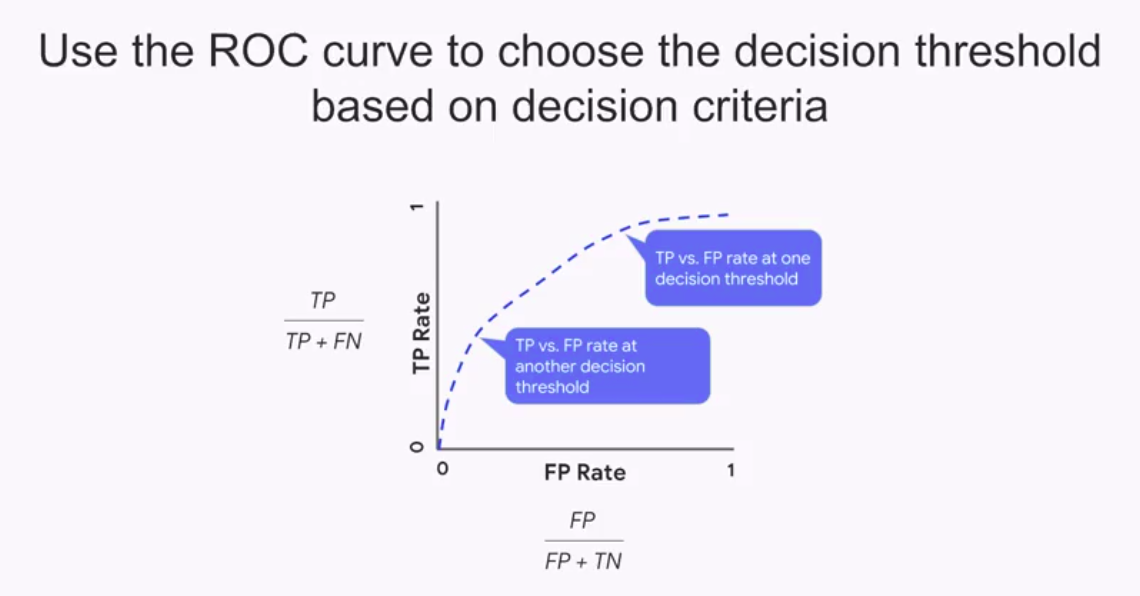 Use the ROC curve to choose the decision threshold
based on decision criteria
1
TP vs. FP rate at one
decision threshold
TP
TP + FN
TP Rate
TP vs. FP rate at
another decision
threshold
0
0
FP Rate
1
FP
FP + TN